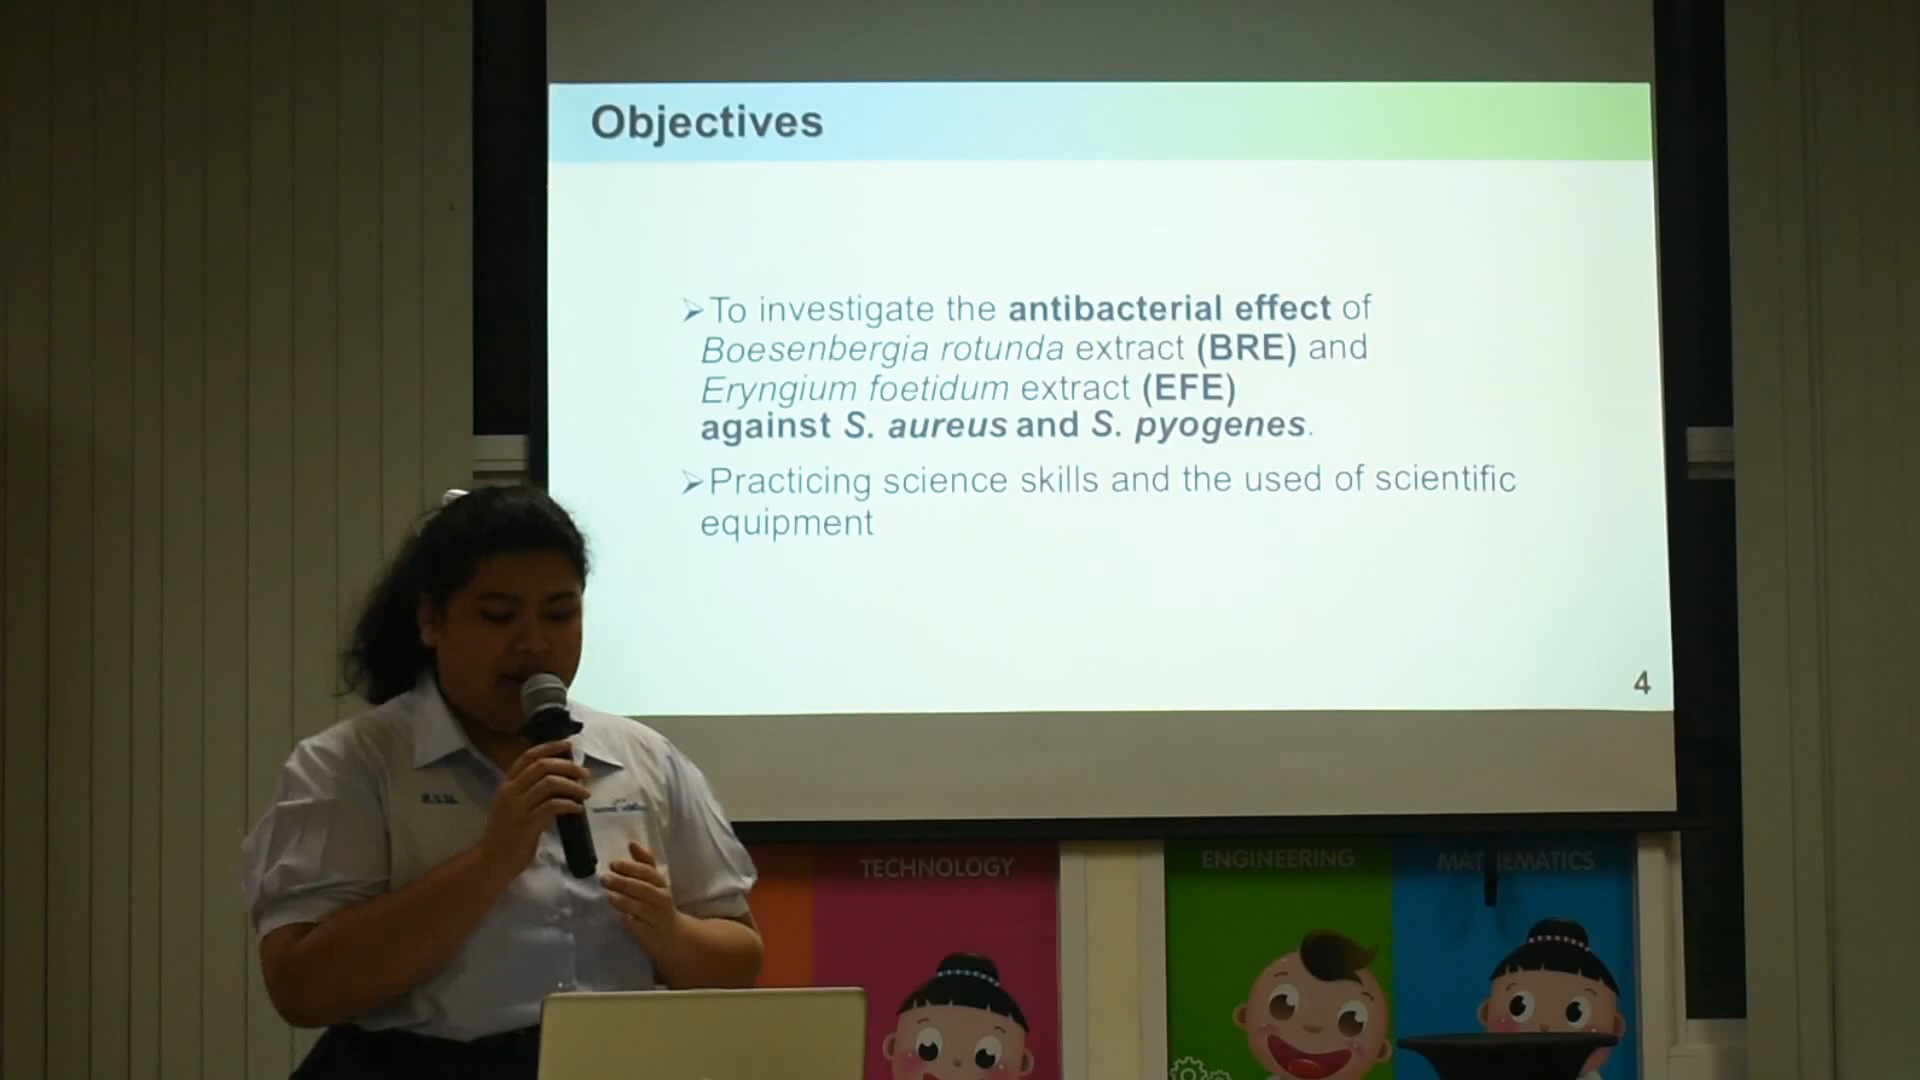 Objectives
➢To investigate the antibacterial effect of
Boesenbergia rotunda extract (BRE) and
Eryngium foetidum extract (EFE)
against S. aureus and S. pyogenes.
➢Practicing science skills and the used of scientific
equipment
4
TECHNOLOGY
ENGINEERING